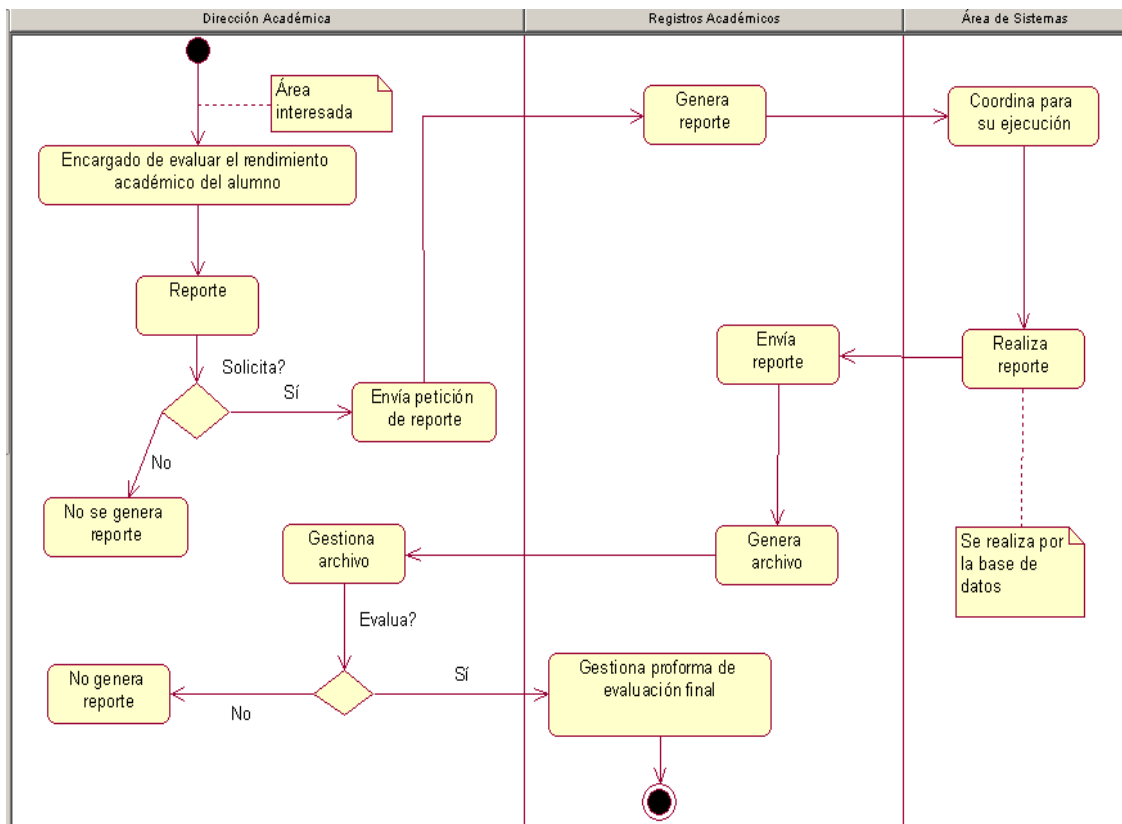 Dirección Académica
Registros Académicos
Área de Sistemas
Área
interesada
Encargado de evaluar el rendimiento
académico del alumno
Reporte
Solicita?
Sí
No
Envía petición
de reporte
No se genera
reporte
Genera
reporte
Coordina para
su ejecución
Realiza
reporte
Envía
reporte
Se realiza por
la base de
datos
Genera
archivo
Gestiona
archivo
Evalua?
No
No genera
reporte
Sí
Gestiona proforma de
evaluación final